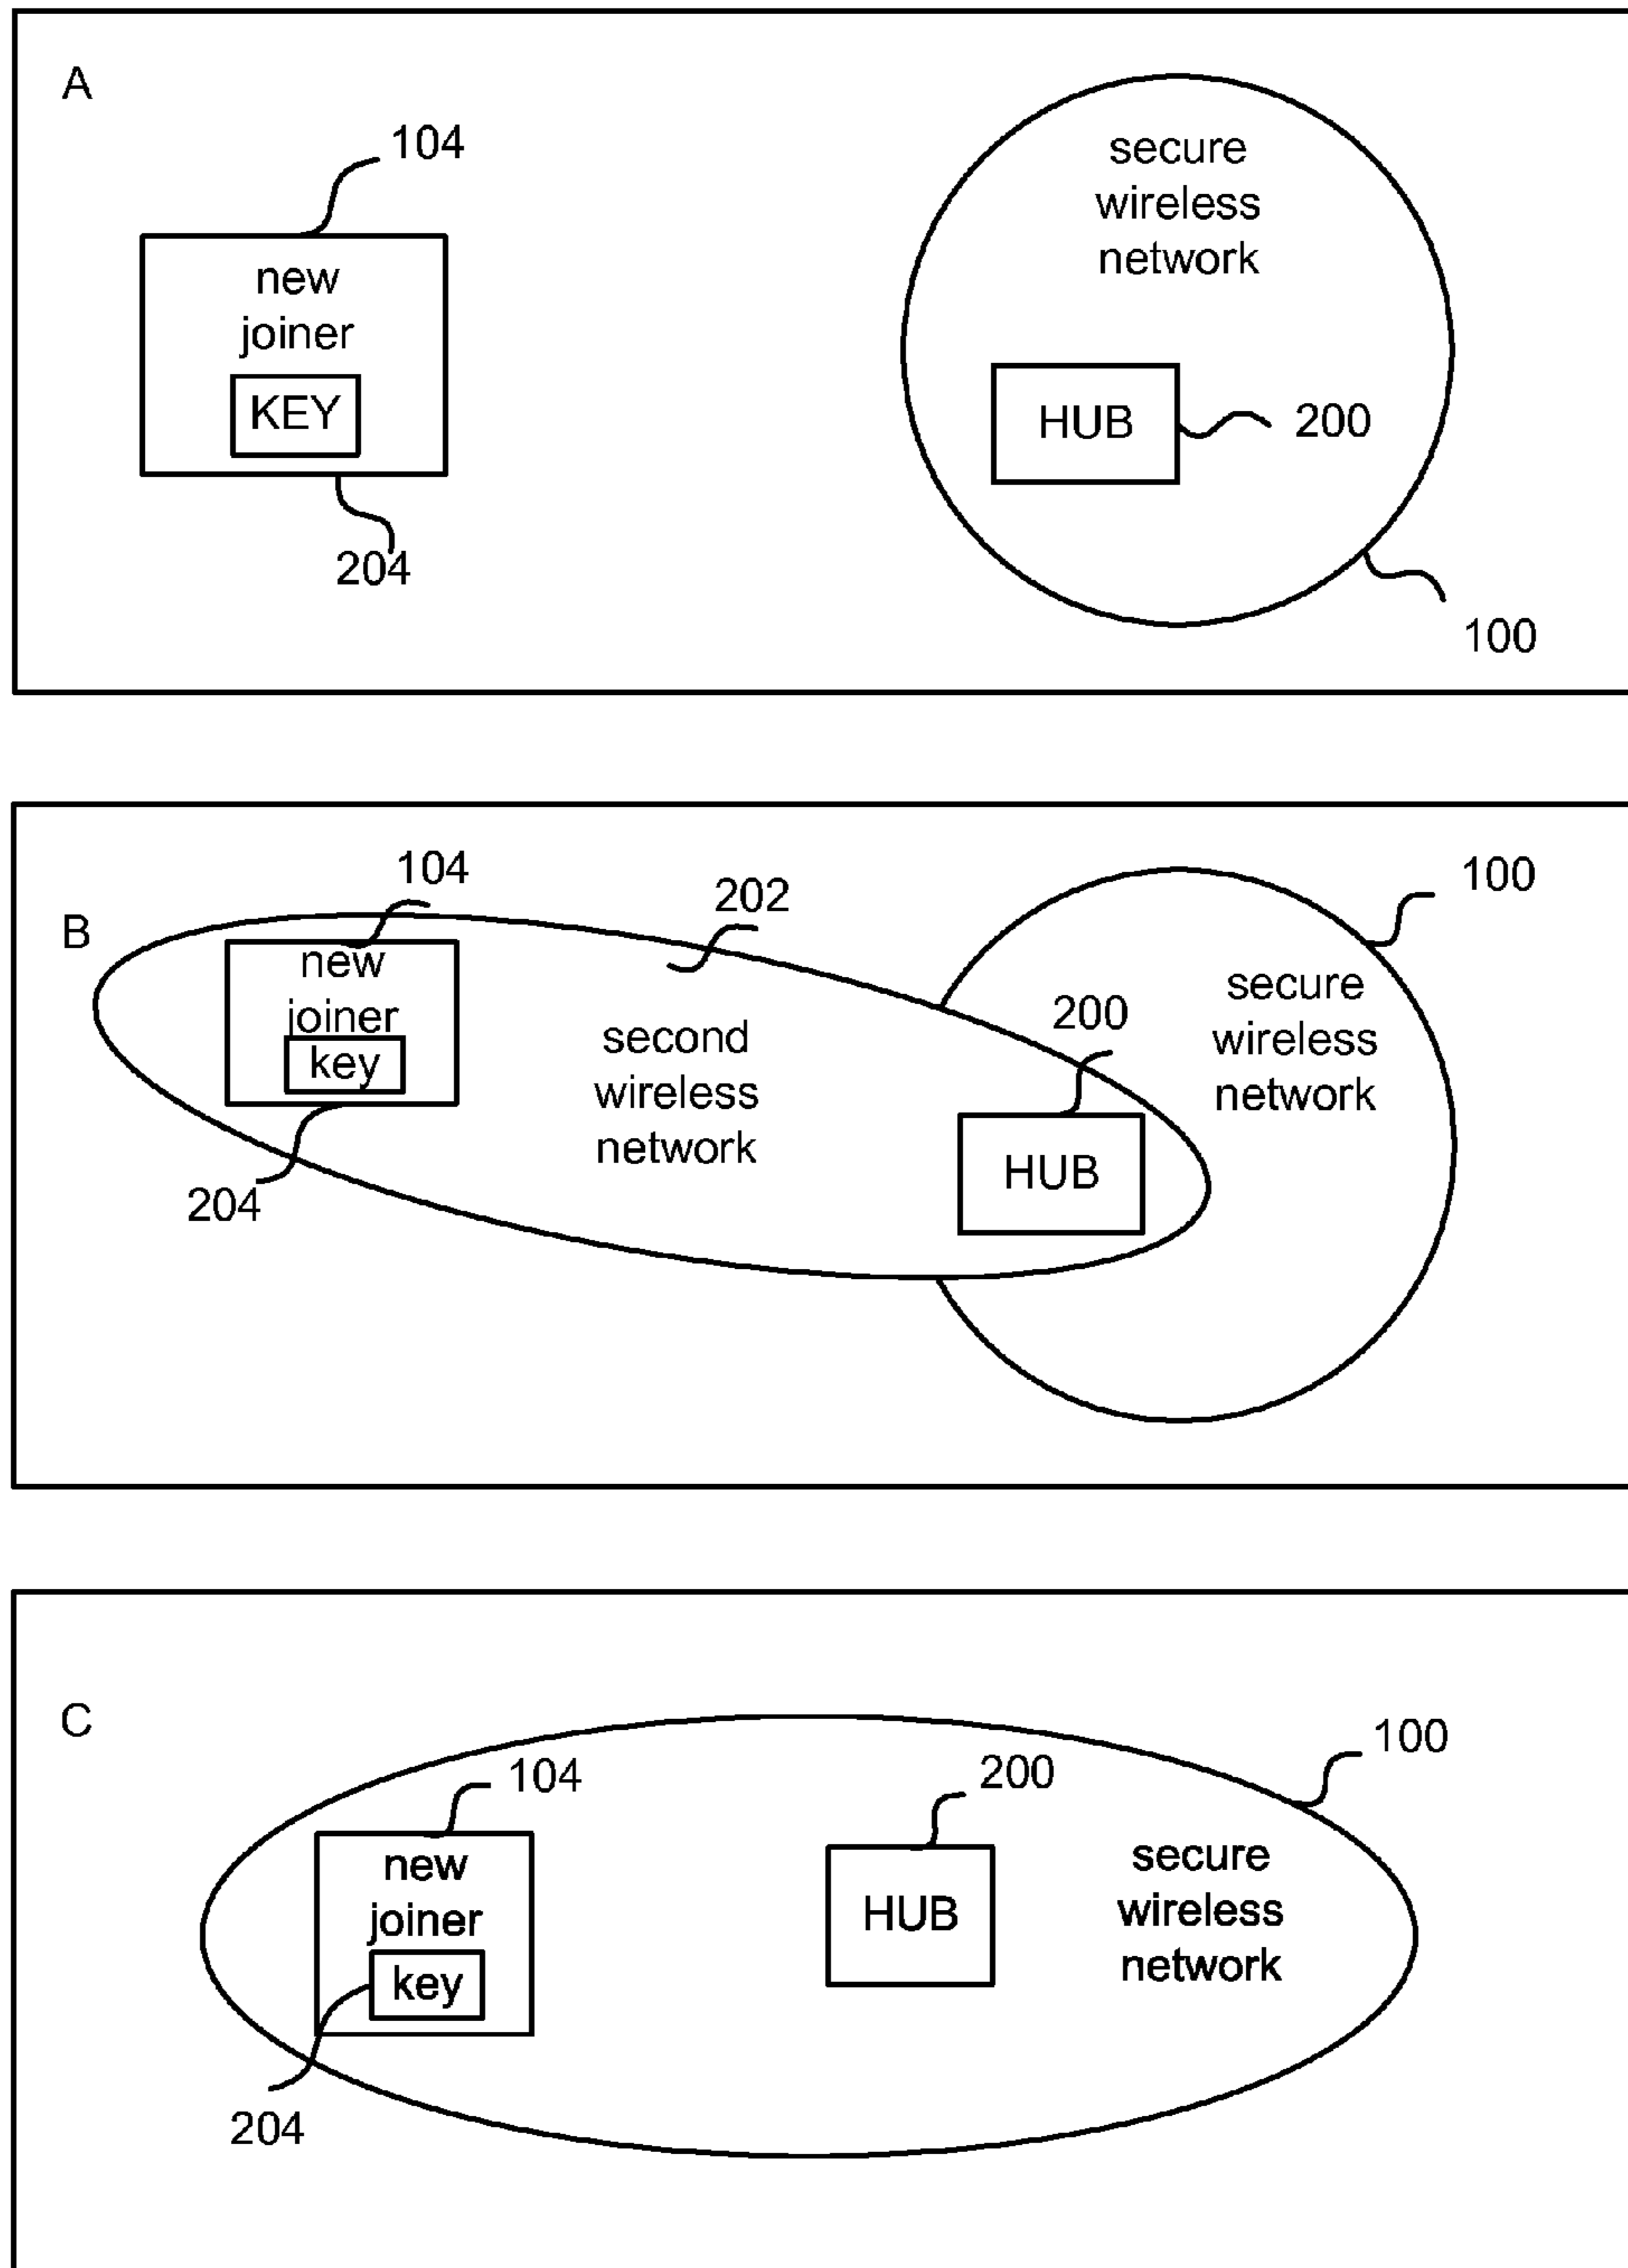 A
104
new
joiner
KEY
204
secure
wireless
network
HUB
200
100
B
104
new
joiner
key
204
202
second
wireless
network
200
HUB
100
secure
wireless
network
C
104
new
joiner
key
204
200
HUB
100
secure
wireless
network